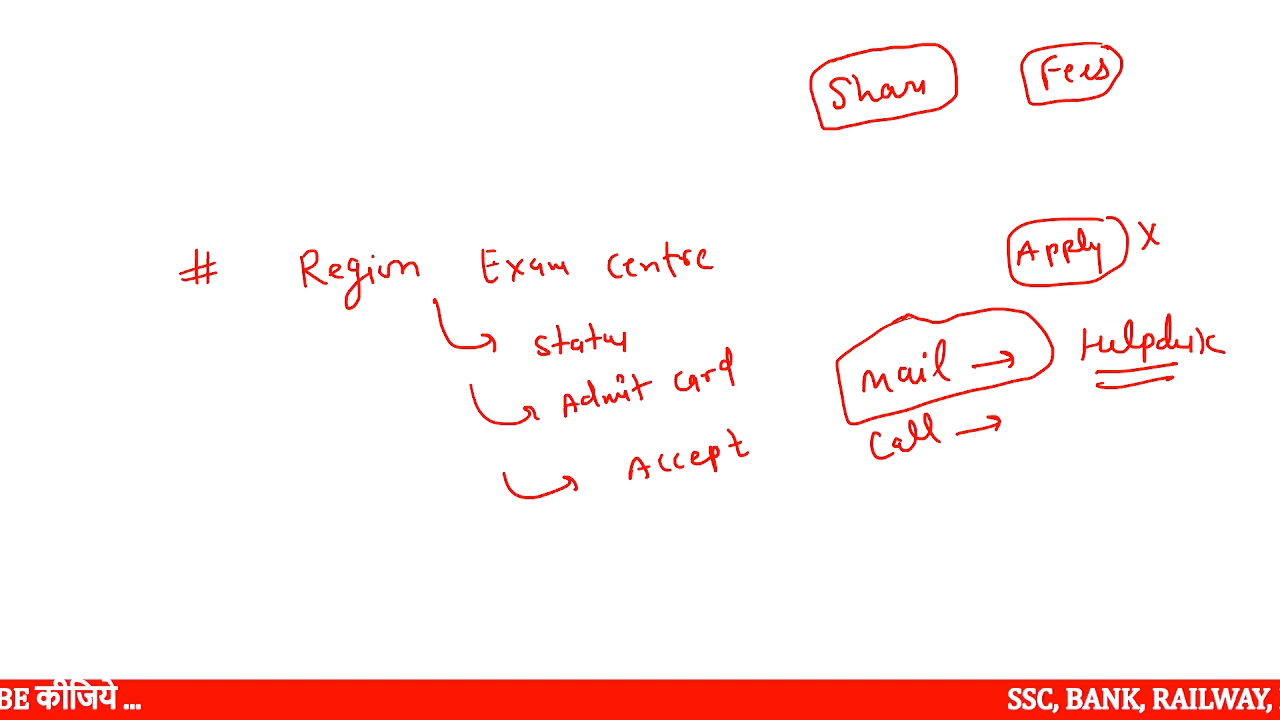 Share Fees
Apply X
# Region Exam Centre
Status
Admit Card
Accept
Mail → Helpdesk
Call →
BE कीजिये ...
SSC, BANK, RAILWAY,